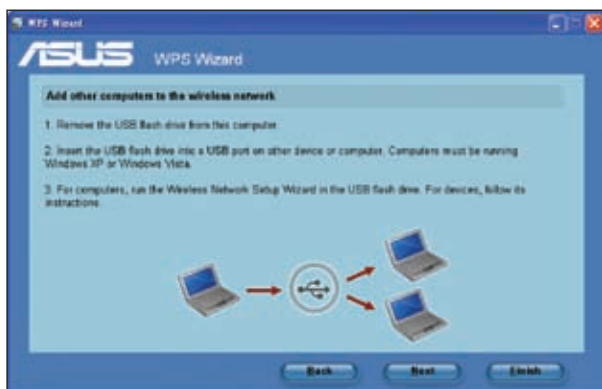 WPS Wizard
ASUS WPS Wizard
Add other computers to the wireless network
1. Remove the USB flash drive from this computer
2. Insert the USB flash drive into a USB port on other device or computer. Computers must be running
Windows XP or Windows Vista.
3. For computers, run the Wireless Network Setup Wizard in the USB flash drive. For devices, follow its
instructions.
Back Next Finish